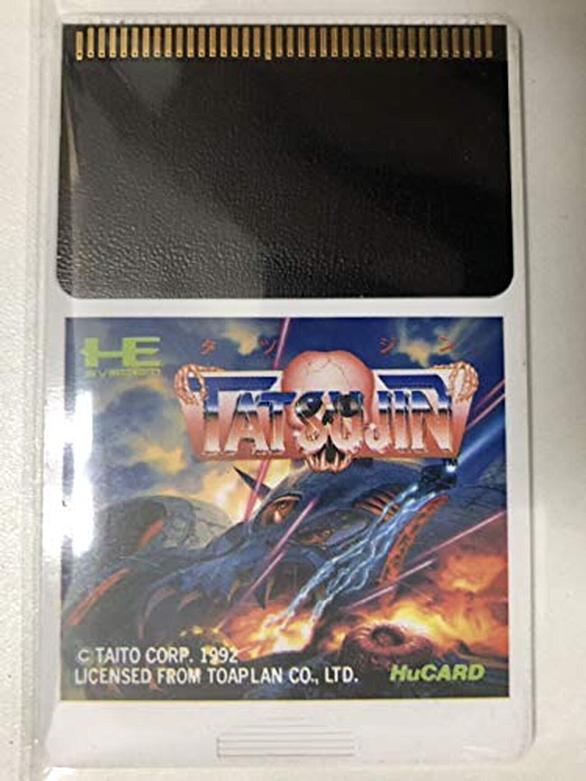 HE
SYSTEM
タツジン
TATSUJIN
© TAITO CORP. 1992
LICENSED FROM TOAPLAN CO., LTD.
HuCARD